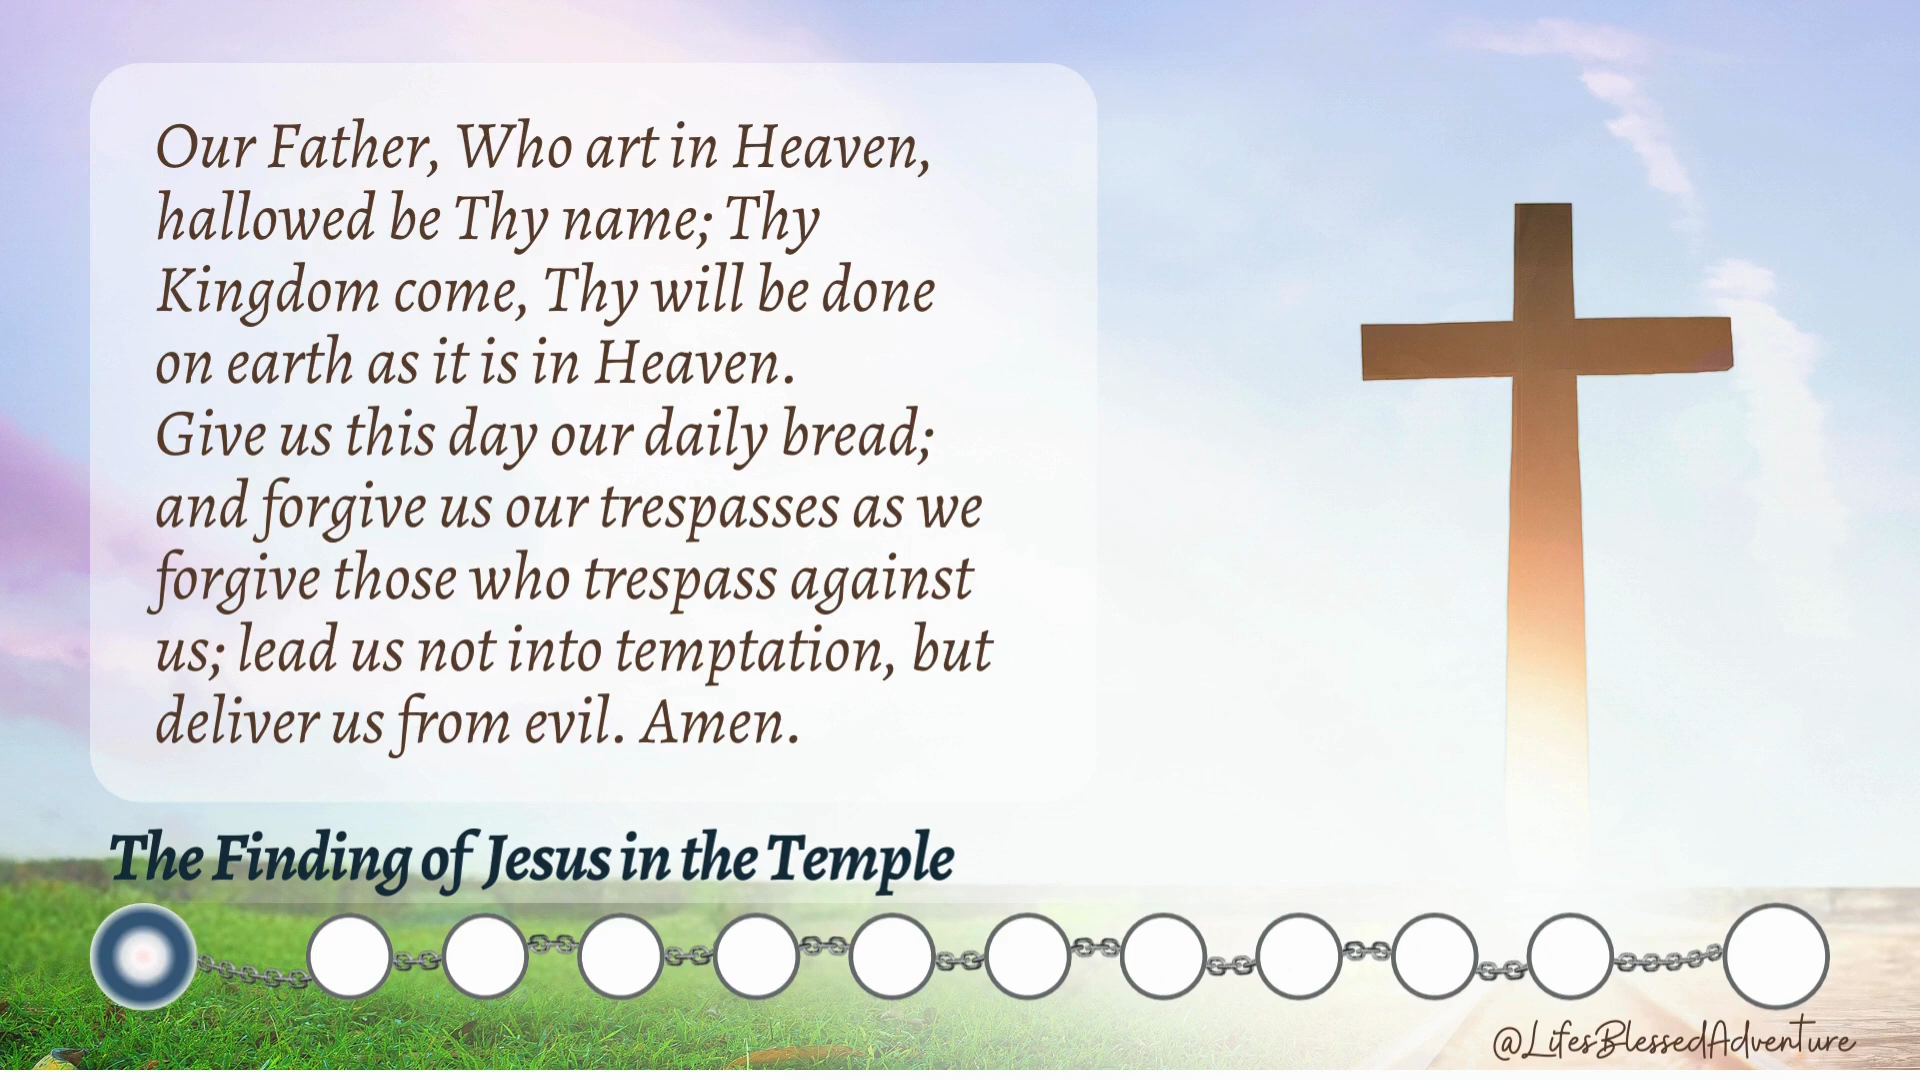 Our Father, Who art in Heaven,
hallowed be Thy name; Thy
Kingdom come, Thy will be done
on earth as it is in Heaven.
Give us this day our daily bread;
and forgive us our trespasses as we
forgive those who trespass against
us; lead us not into temptation, but
deliver us from evil. Amen.
The Finding of Jesus in the Temple
@LifesBlessedAdventure